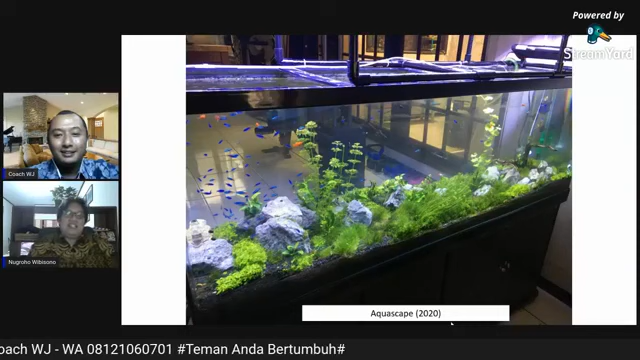 Powered by
StreamYard
Coach WJ
Nugroho Wibisono
Aquascape (2020)
oach WJ - WA 08121060701 #Teman Anda Bertumbuh#